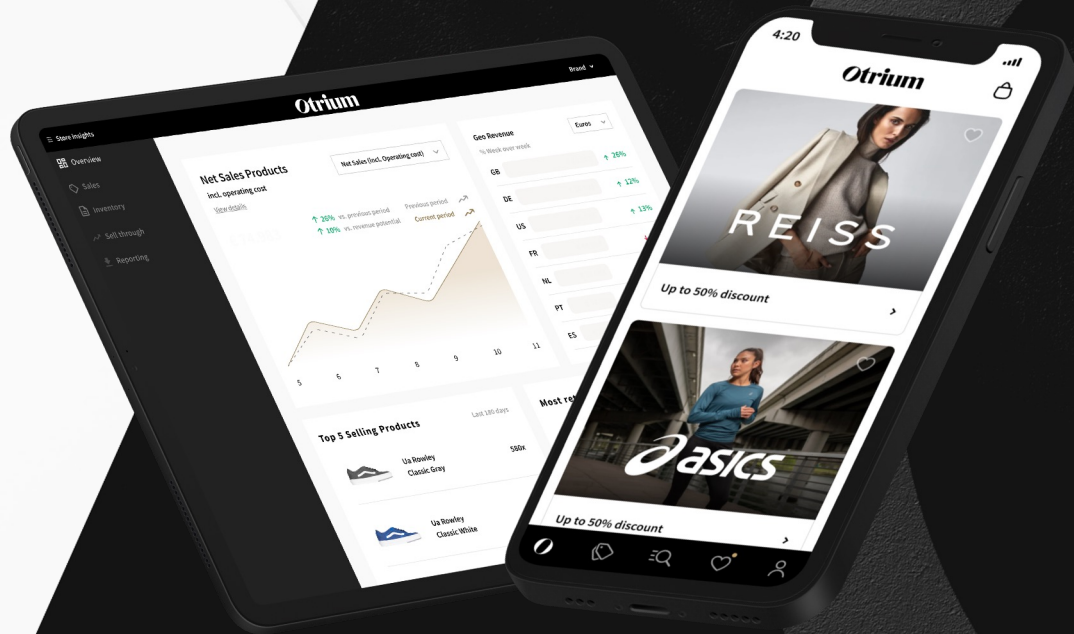 Otrium
Store insights
Brand
Overview
Sales
Inventory
Sell through
Reporting
Net Sales Products
incl. operating cost
View details
Net Sales (incl. Operating cost)
↑ 26% vs. previous period
Previous period
↑ 10% vs. revenue potential
Current period
5 6 7 8 9 10 11
Geo Revenue
Euros
% Week over week
GB ↑ 26%
DE ↑ 12%
US ↑ 13%
FR
NL
PT
ES
Top 5 Selling Products
Last 180 days
Ua Rowley
Classic Gray
580x
Ua Rowley
Classic White
4:20
Otrium
REISS
Up to 50% discount
asics
Up to 50% discount